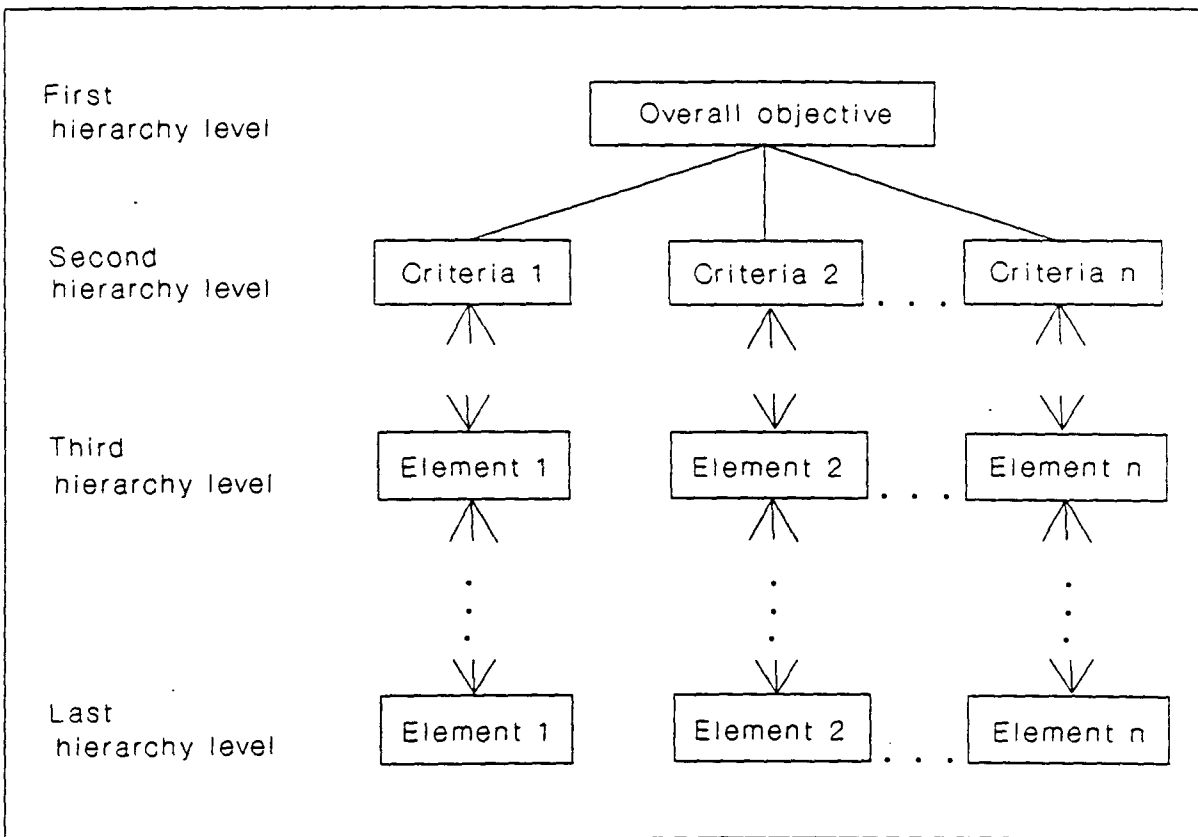 First
hierarchy level
Overall objective
Second
hierarchy level
Criteria 1
Criteria 2
. . .
Criteria n
Third
hierarchy level
Element 1
Element 2
. . .
Element n
Last
hierarchy level
Element 1
Element 2
. . .
Element n